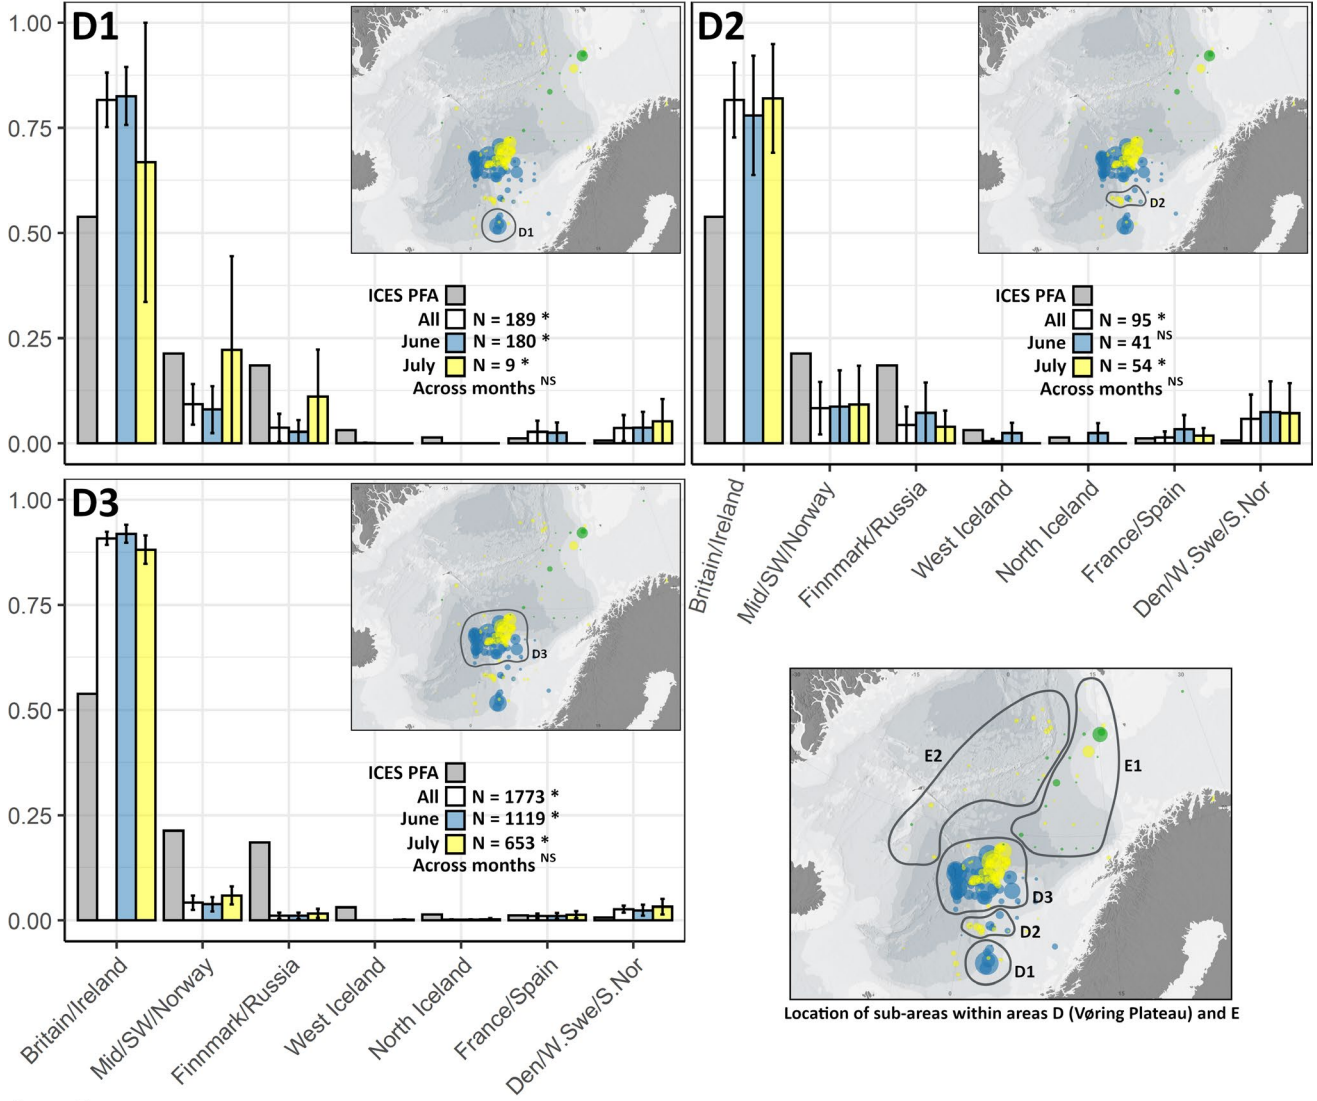 D1
1.00
0.75
0.50
0.25
0.00
D1
ICES PFA
All N = 189 *
June N = 180 *
July N = 9 *
Across months NS
D2
D2
ICES PFA
All N = 95 *
June N = 41 NS
July N = 54 *
Across months NS
Britain/Ireland
Mid/SW/Norway
Finnmark/Russia
West Iceland
North Iceland
France/Spain
Den/W.Swe/S.Nor
D3
1.00
0.75
0.50
0.25
0.00
D3
ICES PFA
All N = 1773 *
June N = 1119 *
July N = 653 *
Across months NS
Britain/Ireland
Mid/SW/Norway
Finnmark/Russia
West Iceland
North Iceland
France/Spain
Den/W.Swe/S.Nor
E2
E1
D3
D2
D1
Location of sub-areas within areas D (Vøring Plateau) and E